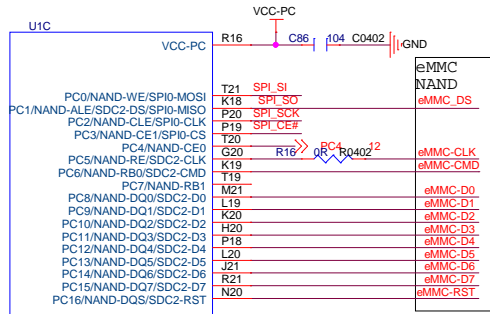 VCC-PC
U1C
VCC-PC R16 C86 104 C0402 GND
eMMC
NAND
PC0/NAND-WE/SPI0-MOSI T21 SPI_SI
PC1/NAND-ALE/SDC2-DS/SPI0-MISO K18 SPI_SO eMMC_DS
PC2/NAND-CLE/SPI0-CLK P20 SPI_SCK
PC3/NAND-CE1/SPI0-CS P19 SPI_CE#
PC4/NAND-CE0 T20 PC4 12
PC5/NAND-RE/SDC2-CLK G20 R16 0R R0402 eMMC-CLK
PC6/NAND-RB0/SDC2-CMD K19 eMMC-CMD
PC7/NAND-RB1 T19
PC8/NAND-DQ0/SDC2-D0 M21 eMMC-D0
PC9/NAND-DQ1/SDC2-D1 L19 eMMC-D1
PC10/NAND-DQ2/SDC2-D2 K20 eMMC-D2
PC11/NAND-DQ3/SDC2-D3 H20 eMMC-D3
PC12/NAND-DQ4/SDC2-D4 P18 eMMC-D4
PC13/NAND-DQ5/SDC2-D5 L20 eMMC-D5
PC14/NAND-DQ6/SDC2-D6 J21 eMMC-D6
PC15/NAND-DQ7/SDC2-D7 R21 eMMC-D7
PC16/NAND-DQS/SDC2-RST N20 eMMC-RST